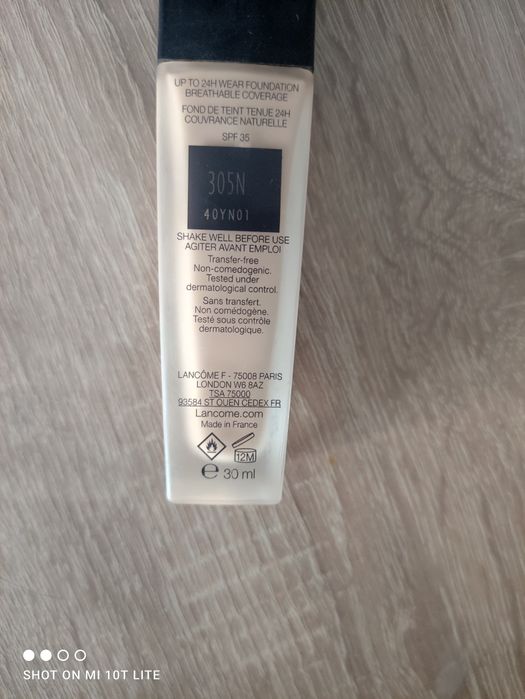 UP TO 24H WEAR FOUNDATION
BREATHABLE COVERAGE
FOND DE TEINT TENUE 24H
COUVRANCE NATURELLE
SPF 35
305N
40YN01
SHAKE WELL BEFORE USE
AGITER AVANT EMPLOI
Transfer-free
Non-comedogenic.
Tested under
dermatological control.
Sans transfert.
Non comédogène.
Testé sous contrôle
dermatologique.
LANCÔME F - 75008 PARIS
LONDON W6 8AZ
TSA 75000
93584 ST OUEN CEDEX FR
Lancome.com
Made in France
12M
e 30 ml
SHOT ON MI 10T LITE